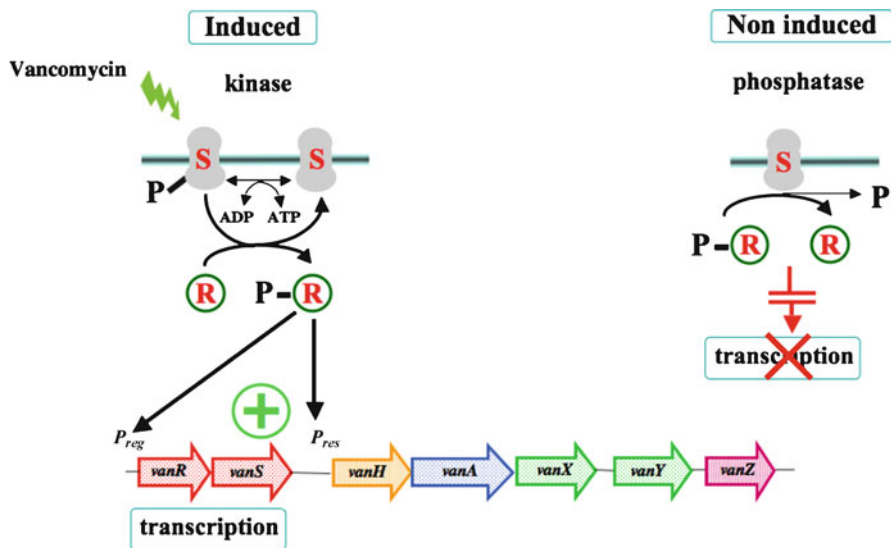 Induced
Non induced
Vancomycin
kinase
phosphatase
S
S
S
P
ADP
ATP
P
P
R
R
R
P
R
transcription
P reg
P res
vanR
vanS
vanH
vanA
vanX
vanY
vanZ
transcription